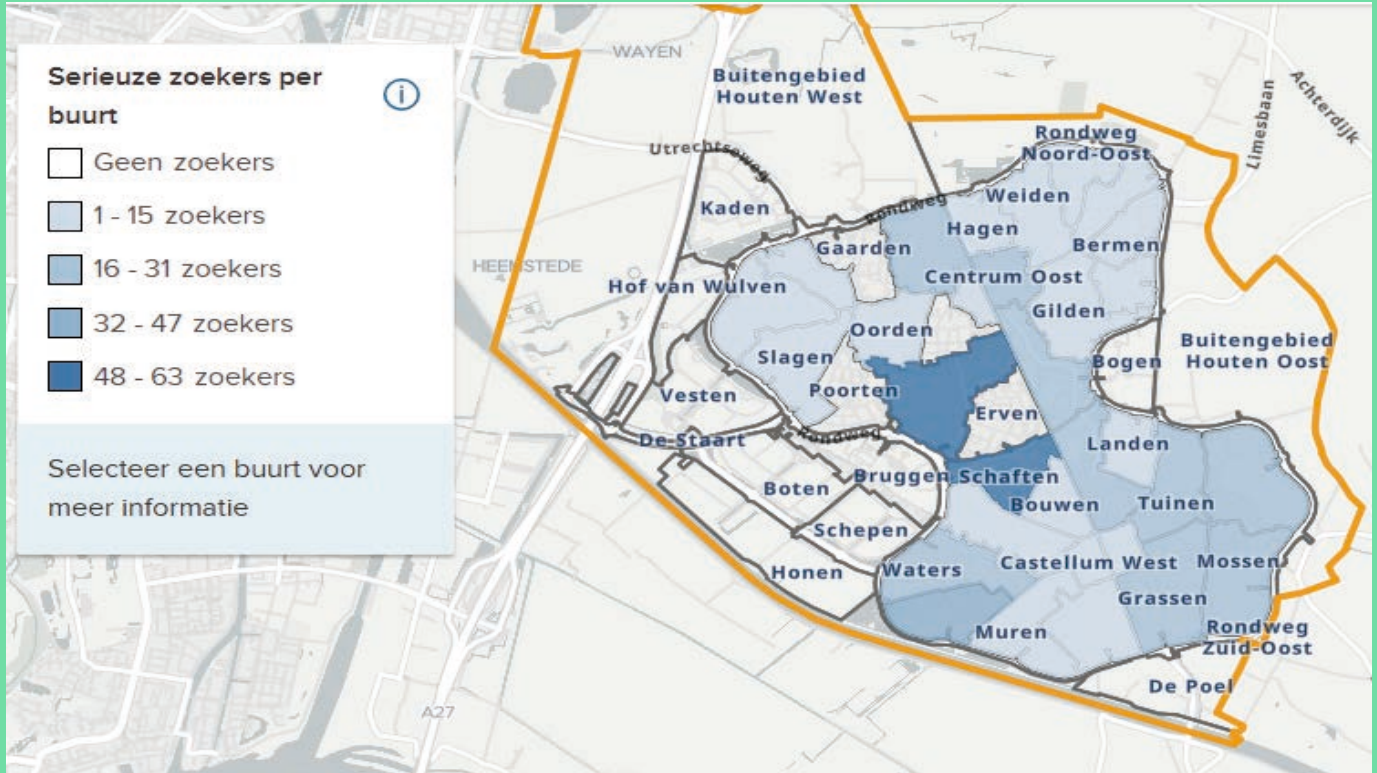 Serieuze zoekers per
buurt
i
Geen zoekers
1 - 15 zoekers
16 - 31 zoekers
32 - 47 zoekers
48 - 63 zoekers
Selecteer een buurt voor
meer informatie
WAYEN
Buitengebied
Houten West
Limesbaan
Achterdijk
Utrechtseweg
Rondweg
Noord-Oost
Kaden
Rondweg
Weiden
Hagen
Gaarden
Bermen
HEEMSTEDE
Hof van Wulven
Centrum Oost
Gilden
Oorden
Slagen
Buitengebied
Houten Oost
Bogen
Poorten
Vesten
Erven
De Staart
Rondweg
Landen
Bruggen
Schaften
Boten
Bouwen
Tuinen
Schepen
Honen
Waters
Castellum West
Mossen
Grassen
Muren
Rondweg
Zuid-Oost
De Poel
A27